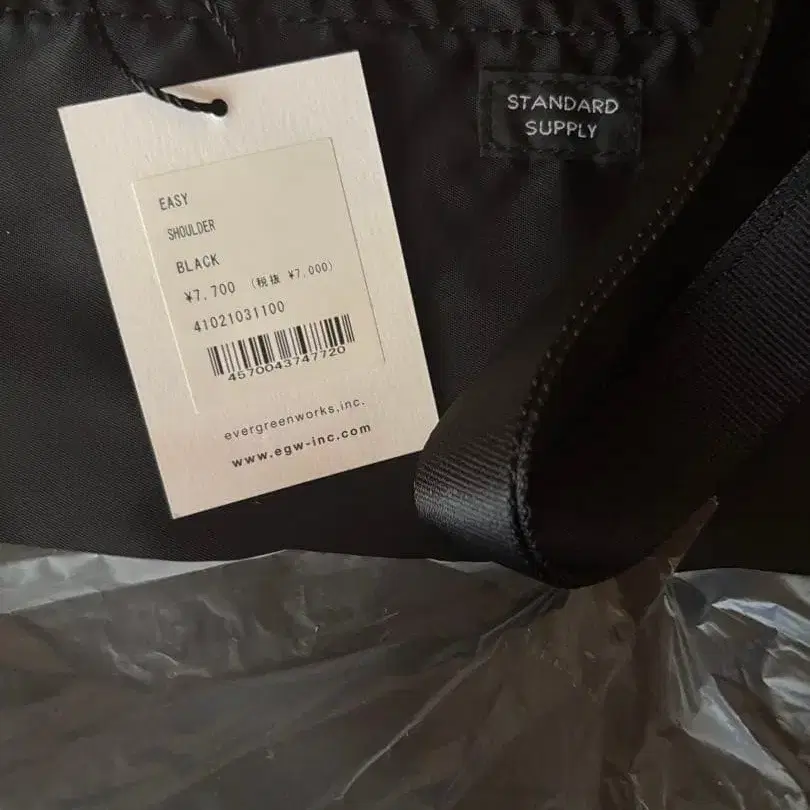 EASY
SHOULDER
BLACK
¥7,700 (税抜 ¥7,000)
41021031100
4570043747720
evergreenworks,inc.
www.egw-inc.com
STANDARD
SUPPLY